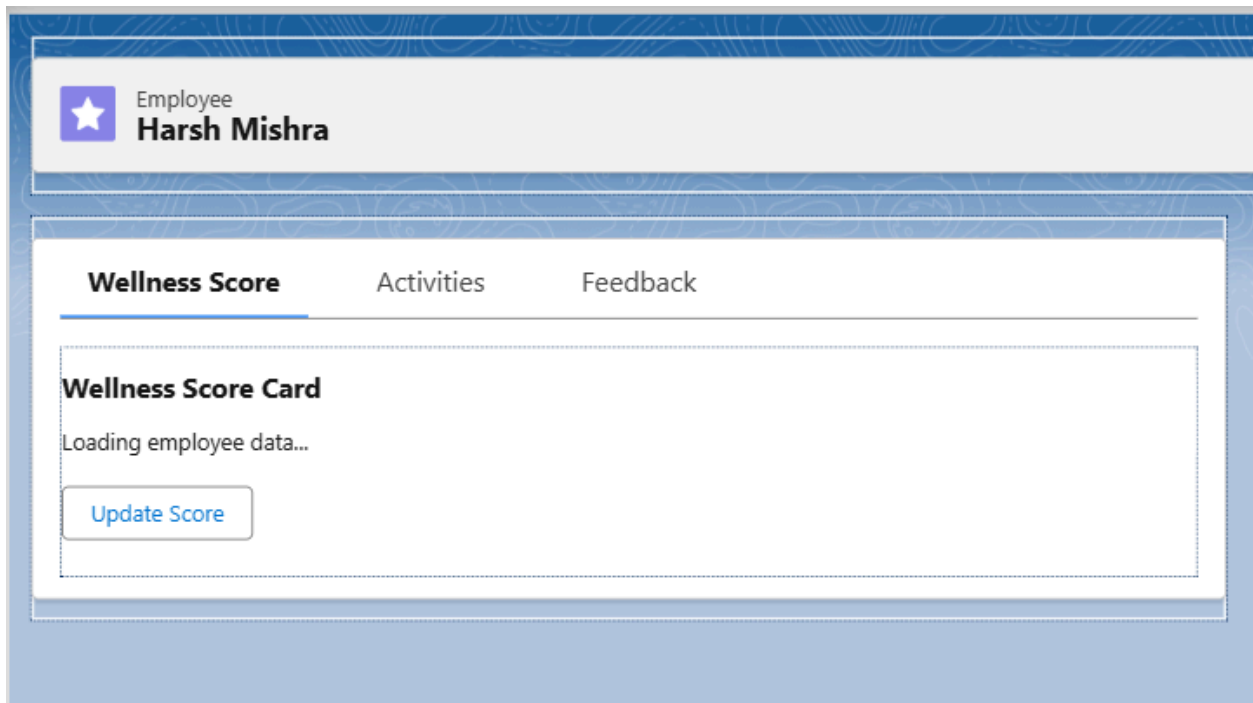 Employee
Harsh Mishra
Wellness Score Activities Feedback
Wellness Score Card
Loading employee data...
Update Score